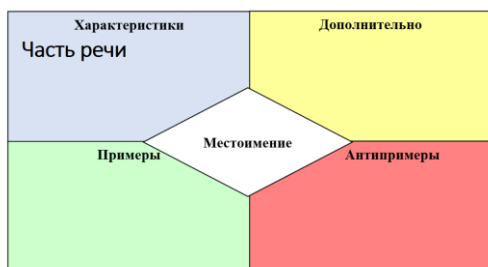 Характеристики
Дополнительно
Часть речи
Местоимение
Примеры
Антипримеры